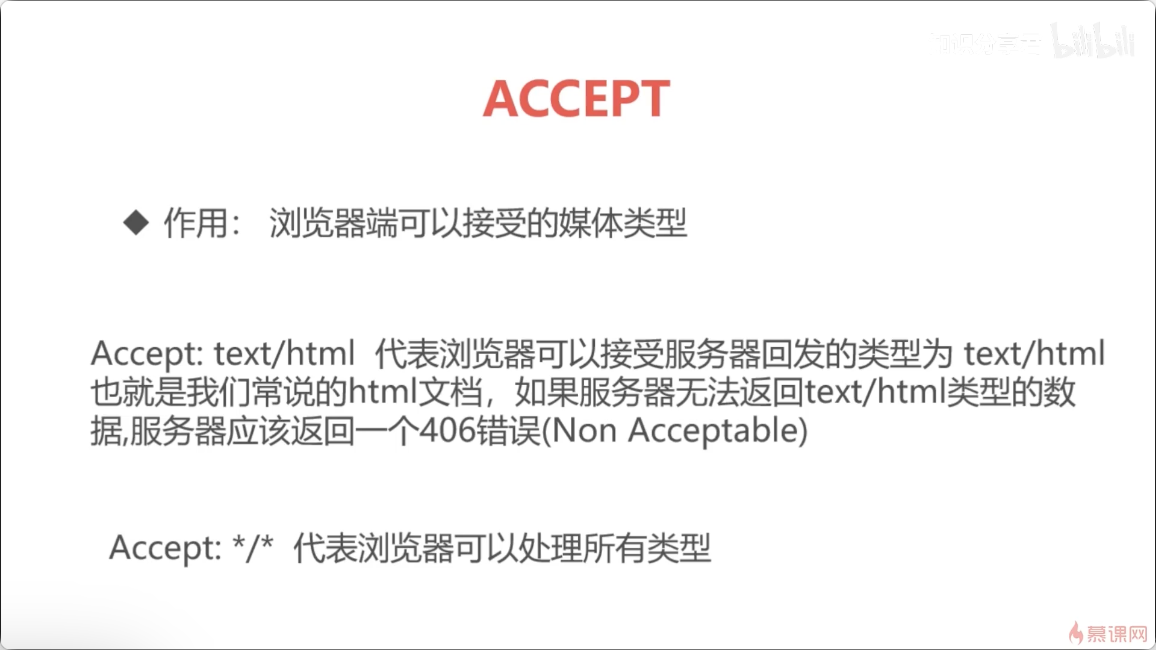 bilibili
ACCEPT
◆ 作用： 浏览器端可以接受的媒体类型
Accept: text/html 代表浏览器可以接受服务器回发的类型为 text/html
也就是我们常说的html文档，如果服务器无法返回text/html类型的数
据,服务器应该返回一个406错误(Non Acceptable)
Accept: */* 代表浏览器可以处理所有类型
慕课网